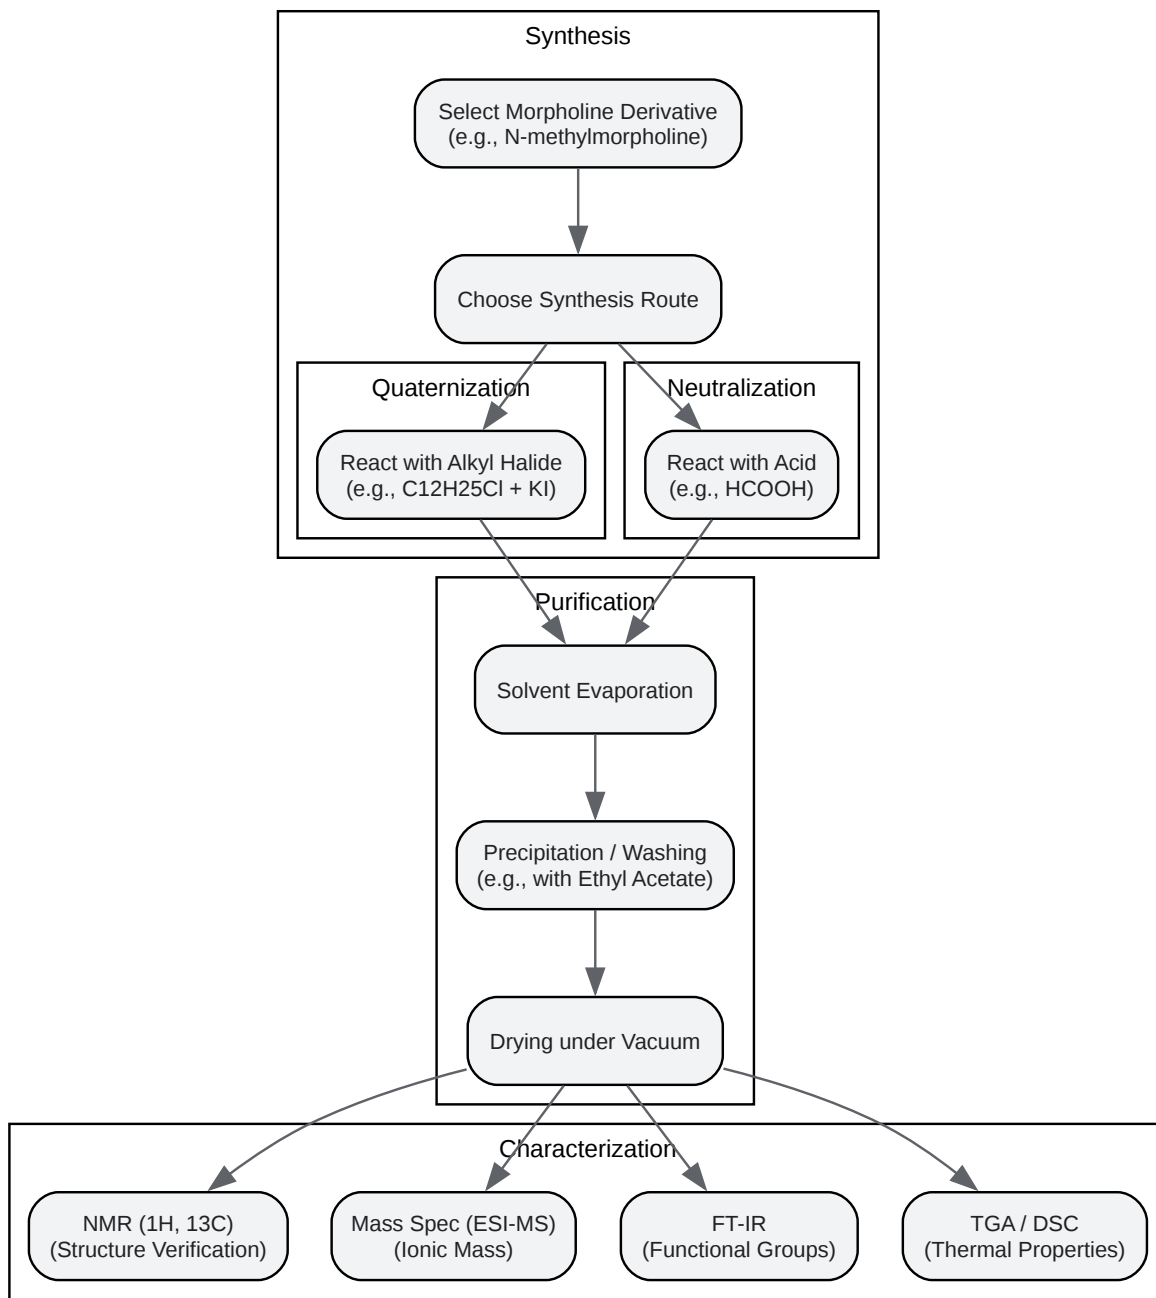 Synthesis
Select Morpholine Derivative
(e.g., N-methylmorpholine)
Choose Synthesis Route
Quaternization
Neutralization
React with Alkyl Halide
(e.g., C12H25Cl + KI)
React with Acid
(e.g., HCOOH)
Purification
Solvent Evaporation
Precipitation / Washing
(e.g., with Ethyl Acetate)
Drying under Vacuum
Characterization
NMR (1H, 13C)
(Structure Verification)
Mass Spec (ESI-MS)
(Ionic Mass)
FT-IR
(Functional Groups)
TGA / DSC
(Thermal Properties)